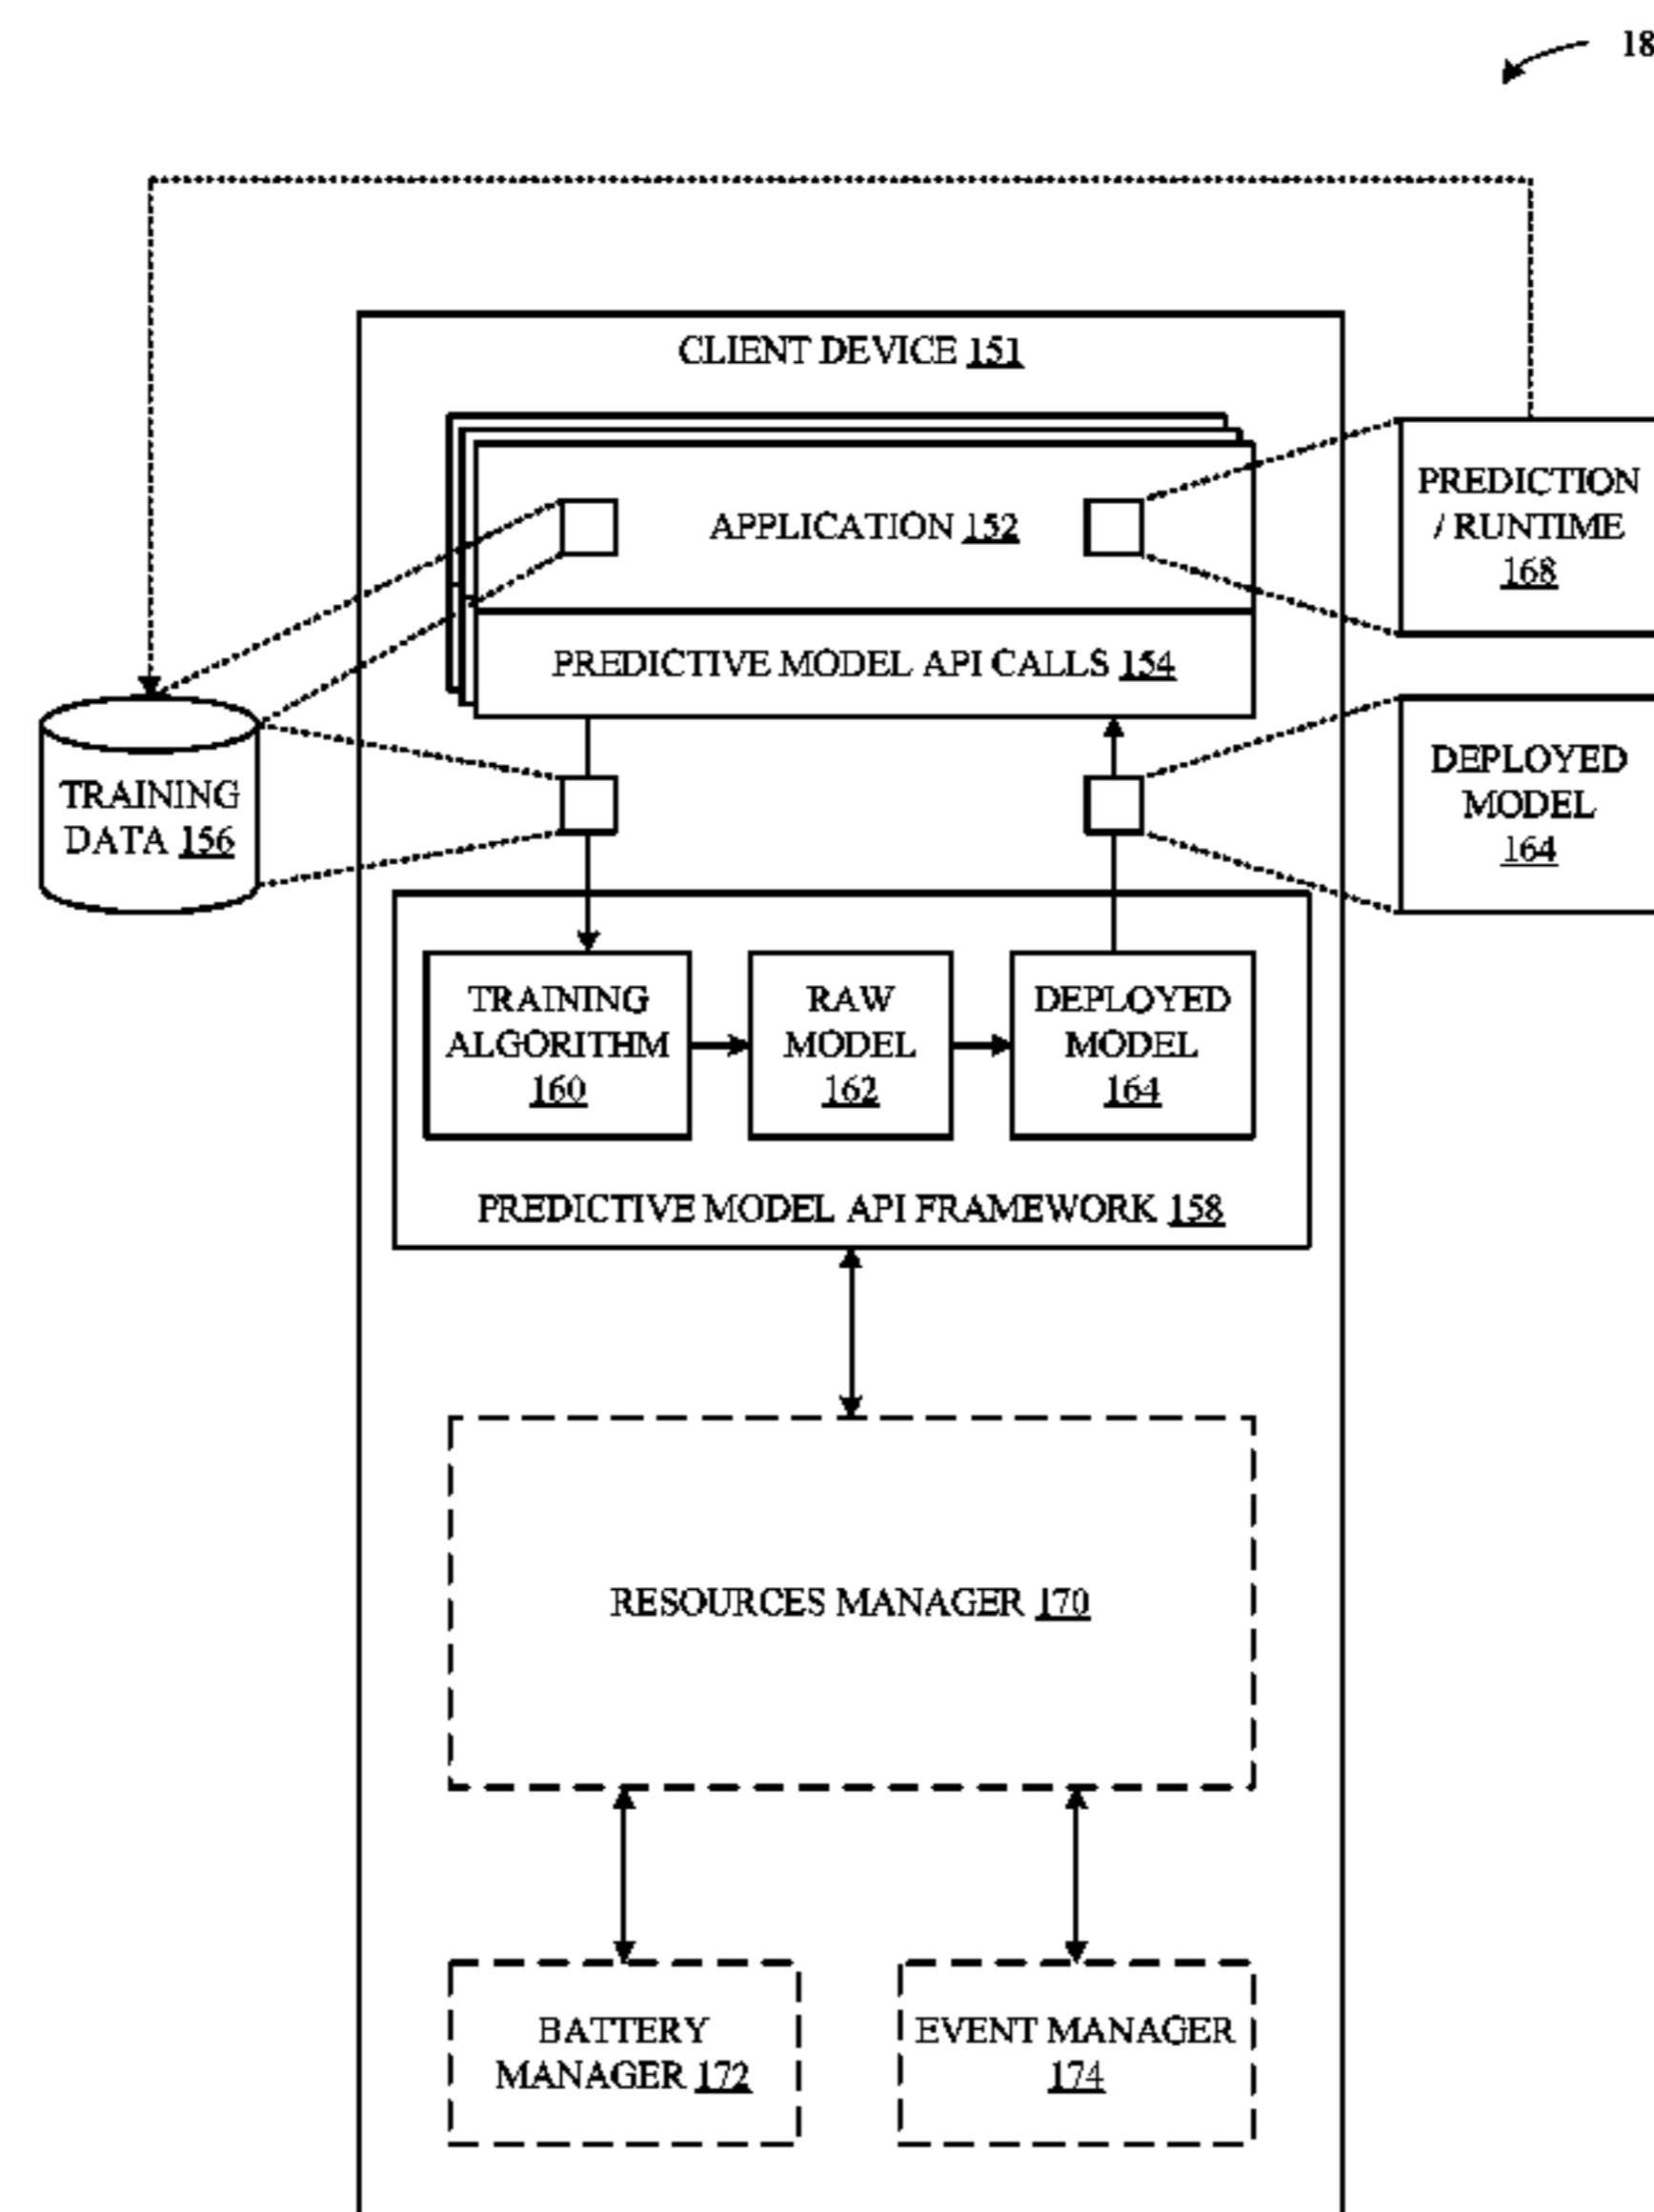 18
CLIENT DEVICE 151
APPLICATION 152
PREDICTION
/ RUNTIME
168
PREDICTIVE MODEL API CALLS 154
TRAINING
DATA 156
DEPLOYED
MODEL
164
TRAINING
ALGORITHM
160
RAW
MODEL
162
DEPLOYED
MODEL
164
PREDICTIVE MODEL API FRAMEWORK 158
RESOURCES MANAGER 170
BATTERY
MANAGER 172
EVENT MANAGER
174